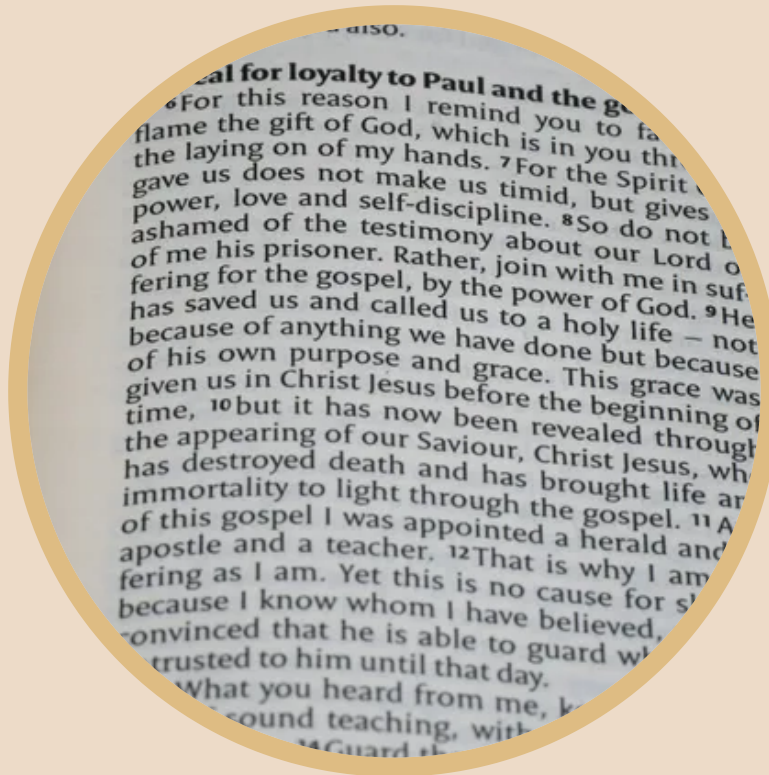 also.
eal for loyalty to Paul and the
⁶For this reason I remind you to
flame the gift of God, which is in you
the laying on of my hands. ⁷For the Spirit
gave us does not make us timid, but gives
power, love and self-discipline. ⁸So do not
ashamed of the testimony about our Lord
of me his prisoner. Rather, join with me in suf-
fering for the gospel, by the power of God. ⁹He
has saved us and called us to a holy life – not
because of anything we have done but because
of his own purpose and grace. This grace was
given us in Christ Jesus before the beginning of
time, ¹⁰but it has now been revealed through
the appearing of our Saviour, Christ Jesus,
has destroyed death and has brought life
immortality to light through the gospel. ¹¹
of this gospel I was appointed a herald and
apostle and a teacher. ¹²That is why I am
fering as I am. Yet this is no cause for
because I know whom I have believed,
convinced that he is able to guard
trusted to him until that day.
What you heard from me,
sound teaching, with
¹⁴Guard